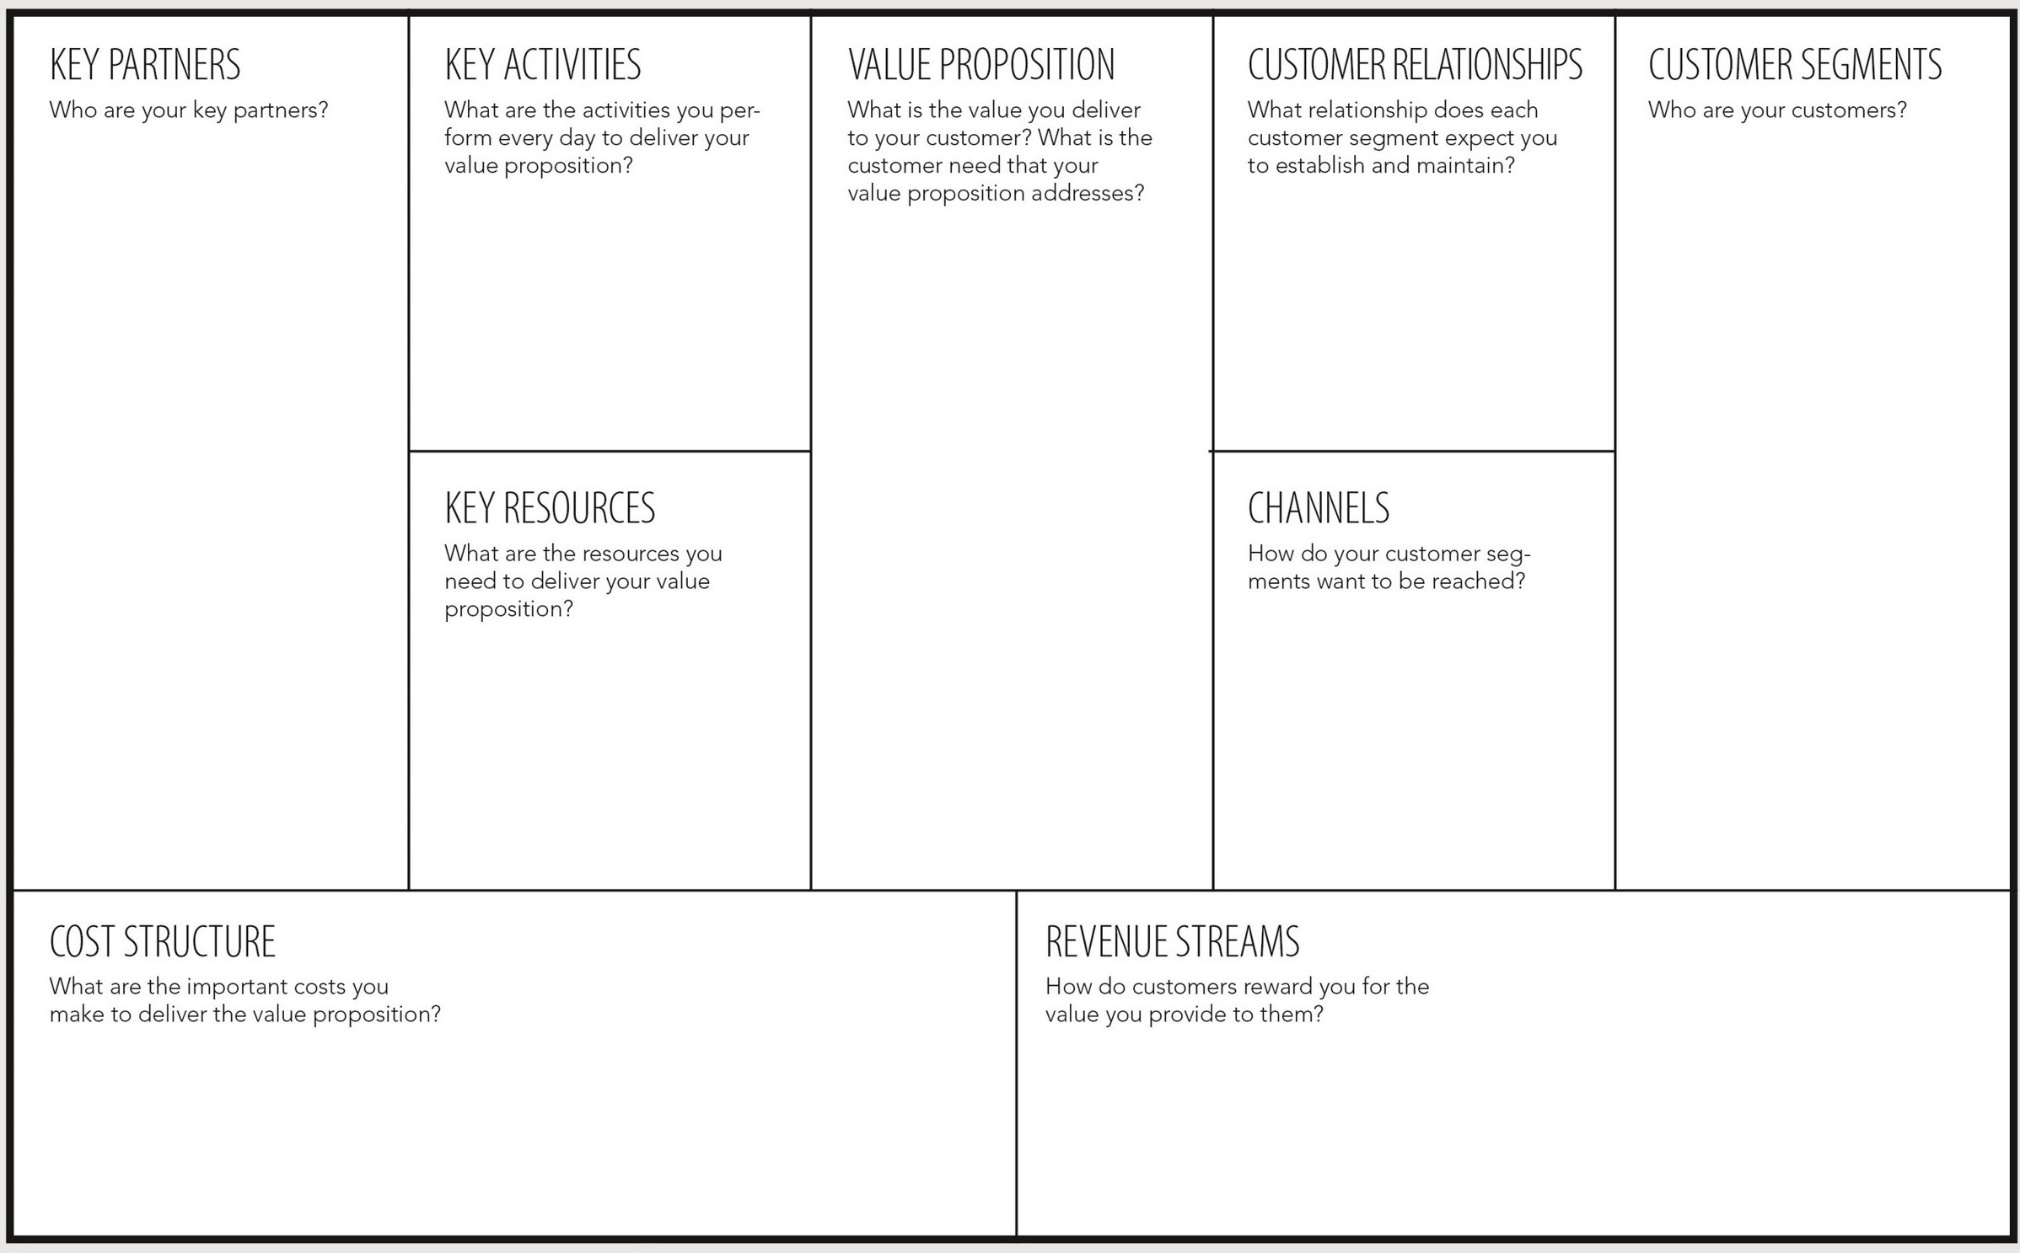 KEY PARTNERS
Who are your key partners?
KEY ACTIVITIES
What are the activities you per-
form every day to deliver your
value proposition?
KEY RESOURCES
What are the resources you
need to deliver your value
proposition?
VALUE PROPOSITION
What is the value you deliver
to your customer? What is the
customer need that your
value proposition addresses?
CUSTOMER RELATIONSHIPS
What relationship does each
customer segment expect you
to establish and maintain?
CHANNELS
How do your customer seg-
ments want to be reached?
CUSTOMER SEGMENTS
Who are your customers?
COST STRUCTURE
What are the important costs you
make to deliver the value proposition?
REVENUE STREAMS
How do customers reward you for the
value you provide to them?